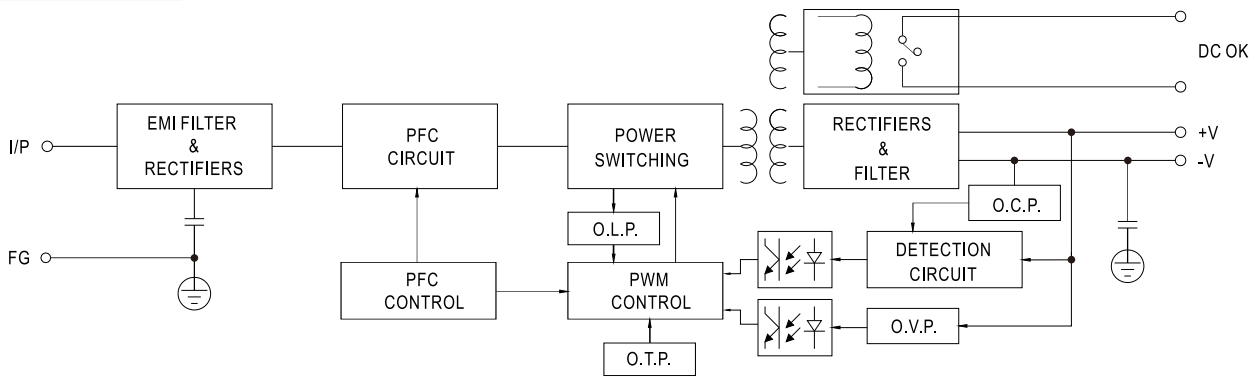 DC OK
I/P
EMI FILTER
&
RECTIFIERS
PFC
CIRCUIT
POWER
SWITCHING
RECTIFIERS
&
FILTER
+V
-V
FG
O.L.P.
O.C.P.
DETECTION
CIRCUIT
PFC
CONTROL
PWM
CONTROL
O.V.P.
O.T.P.